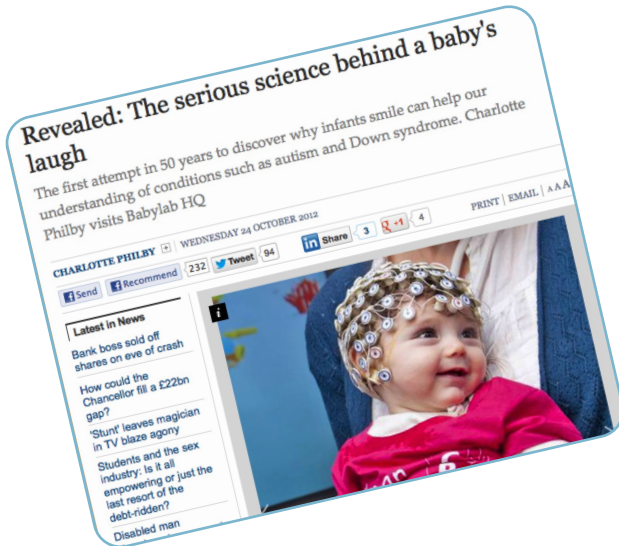 Revealed: The serious science behind a baby's
laugh
The first attempt in 50 years to discover why infants smile can help our
understanding of conditions such as autism and Down syndrome. Charlotte
Philby visits Babylab HQ
CHARLOTTE PHILBY + | WEDNESDAY 24 OCTOBER 2012
PRINT | EMAIL | A A A
Send Recommend 232 Tweet 94 in Share 3 +1 4
i
Latest in News
Bank boss sold off
shares on eve of crash
How could the
Chancellor fill a £22bn
gap?
'Stunt' leaves magician
in TV blaze agony
Students and the sex
industry: Is it all
empowering or just the
last resort of the
debt-ridden?
Disabled man